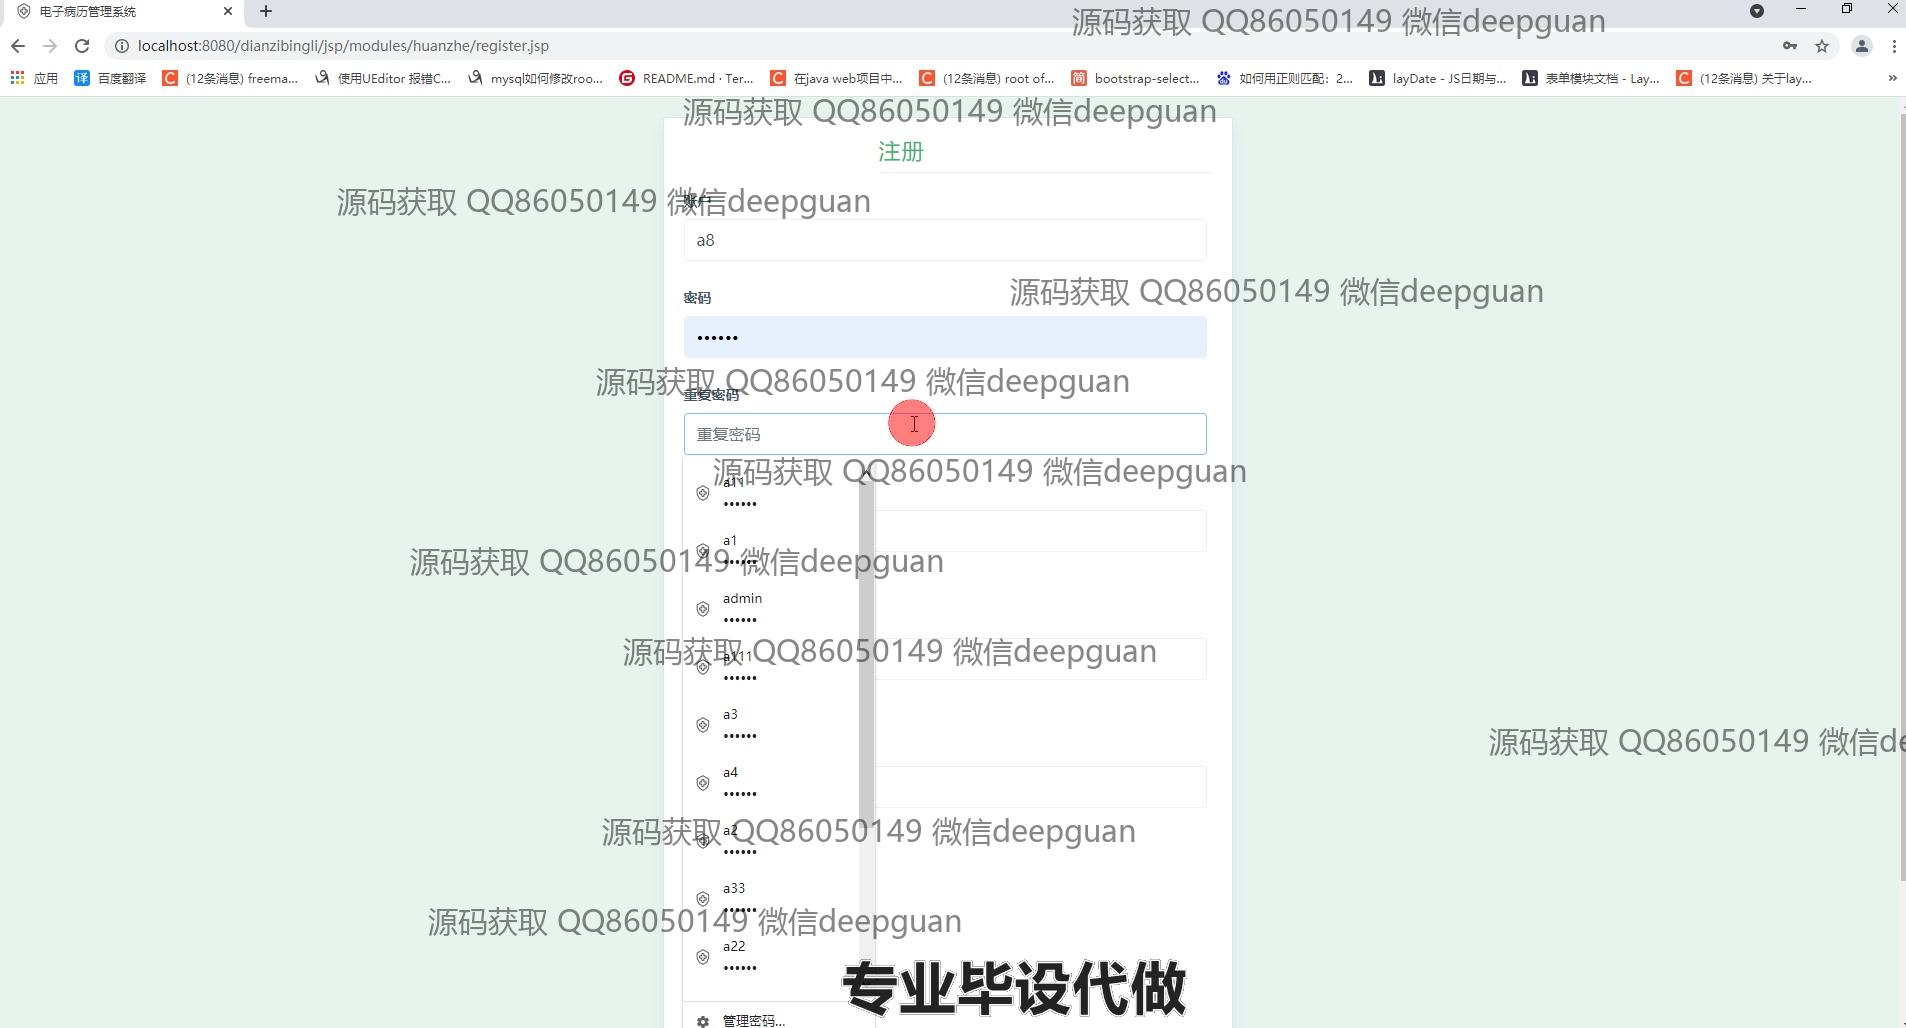 电子病历管理系统
源码获取 QQ86050149 微信deepguan
localhost:8080/dianzibingli/jsp/modules/huanzhe/register.jsp
应用
译 百度翻译
C (12条消息) freema...
使用UEditor 报错C...
mysql如何修改roo...
README.md · Ter...
C 在java web项目中...
C (12条消息) root of...
简 bootstrap-select...
如何用正则匹配：2...
layDate - JS日期与...
表单模块文档 - Lay...
C (12条消息) 关于lay...
源码获取 QQ86050149 微信deepguan
注册
源码获取 QQ86050149 微信deepguan
账户
a8
源码获取 QQ86050149 微信deepguan
密码
••••••
源码获取 QQ86050149 微信deepguan
重复密码
重复密码
源码获取 QQ86050149 微信deepguan
a11
••••••
a1
••••••
源码获取 QQ86050149 微信deepguan
admin
••••••
源码获取 QQ86050149 微信deepguan
a111
••••••
a3
••••••
源码获取 QQ86050149 微信de
a4
••••••
a2
••••••
源码获取 QQ86050149 微信deepguan
a33
••••••
源码获取 QQ86050149 微信deepguan
a22
••••••
专业毕设代做
管理密码...